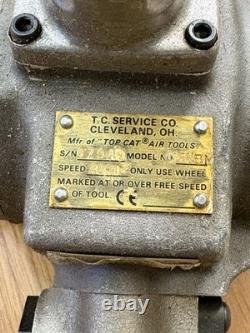 T.C. SERVICE CO.
CLEVELAND, OH.
Mfr of "TOP CAT® AIR TOOLS"
S/N MODEL NO
SPEED ONLY USE WHEEL
MARKED AT OR OVER FREE SPEED
OF TOOL. CE